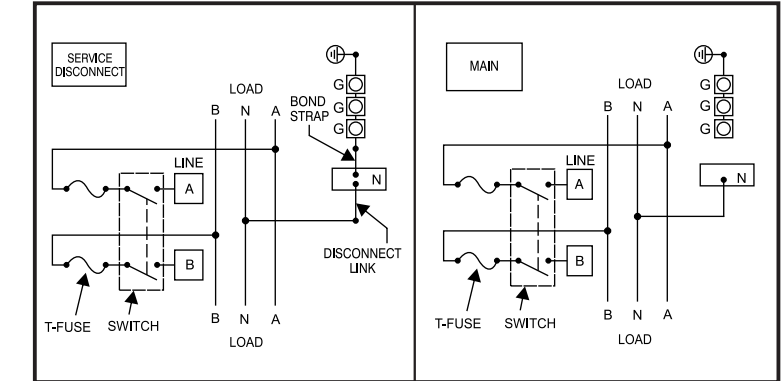 SERVICE
DISCONNECT
LOAD
B N A
BOND
STRAP
G
G
G
LINE
A
N
B
DISCONNECT
LINK
T-FUSE
SWITCH
B N A
LOAD
MAIN
LOAD
B N A
G
G
G
LINE
A
N
B
T-FUSE
SWITCH
B N A
LOAD